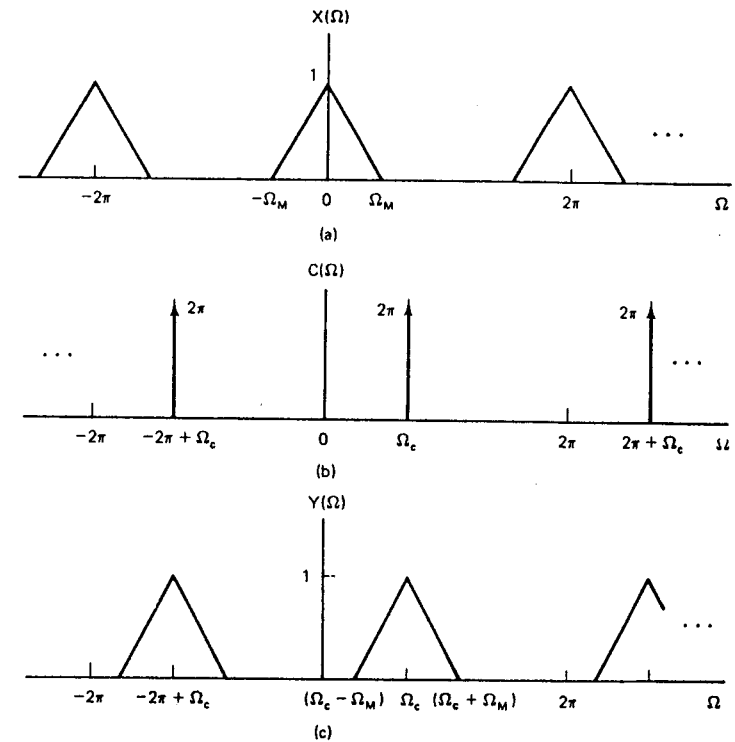 X(Ω)
1
−2π −Ω_M 0 Ω_M 2π Ω
. . .
(a)
C(Ω)
2π 2π 2π
. . . . . .
−2π −2π + Ω_c 0 Ω_c 2π 2π + Ω_c Ω
(b)
Y(Ω)
1
. . .
−2π −2π + Ω_c (Ω_c − Ω_M) Ω_c (Ω_c + Ω_M) 2π Ω
(c)